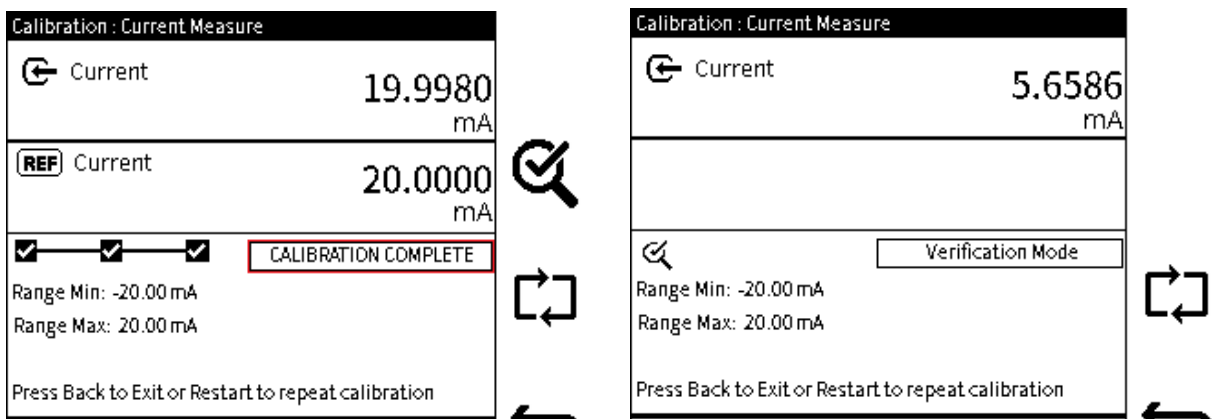 Calibration : Current Measure
Current
19.9980
mA
REF Current
20.0000
mA
CALIBRATION COMPLETE
Range Min: -20.00 mA
Range Max: 20.00 mA
Press Back to Exit or Restart to repeat calibration
Calibration : Current Measure
Current
5.6586
mA
Verification Mode
Range Min: -20.00 mA
Range Max: 20.00 mA
Press Back to Exit or Restart to repeat calibration